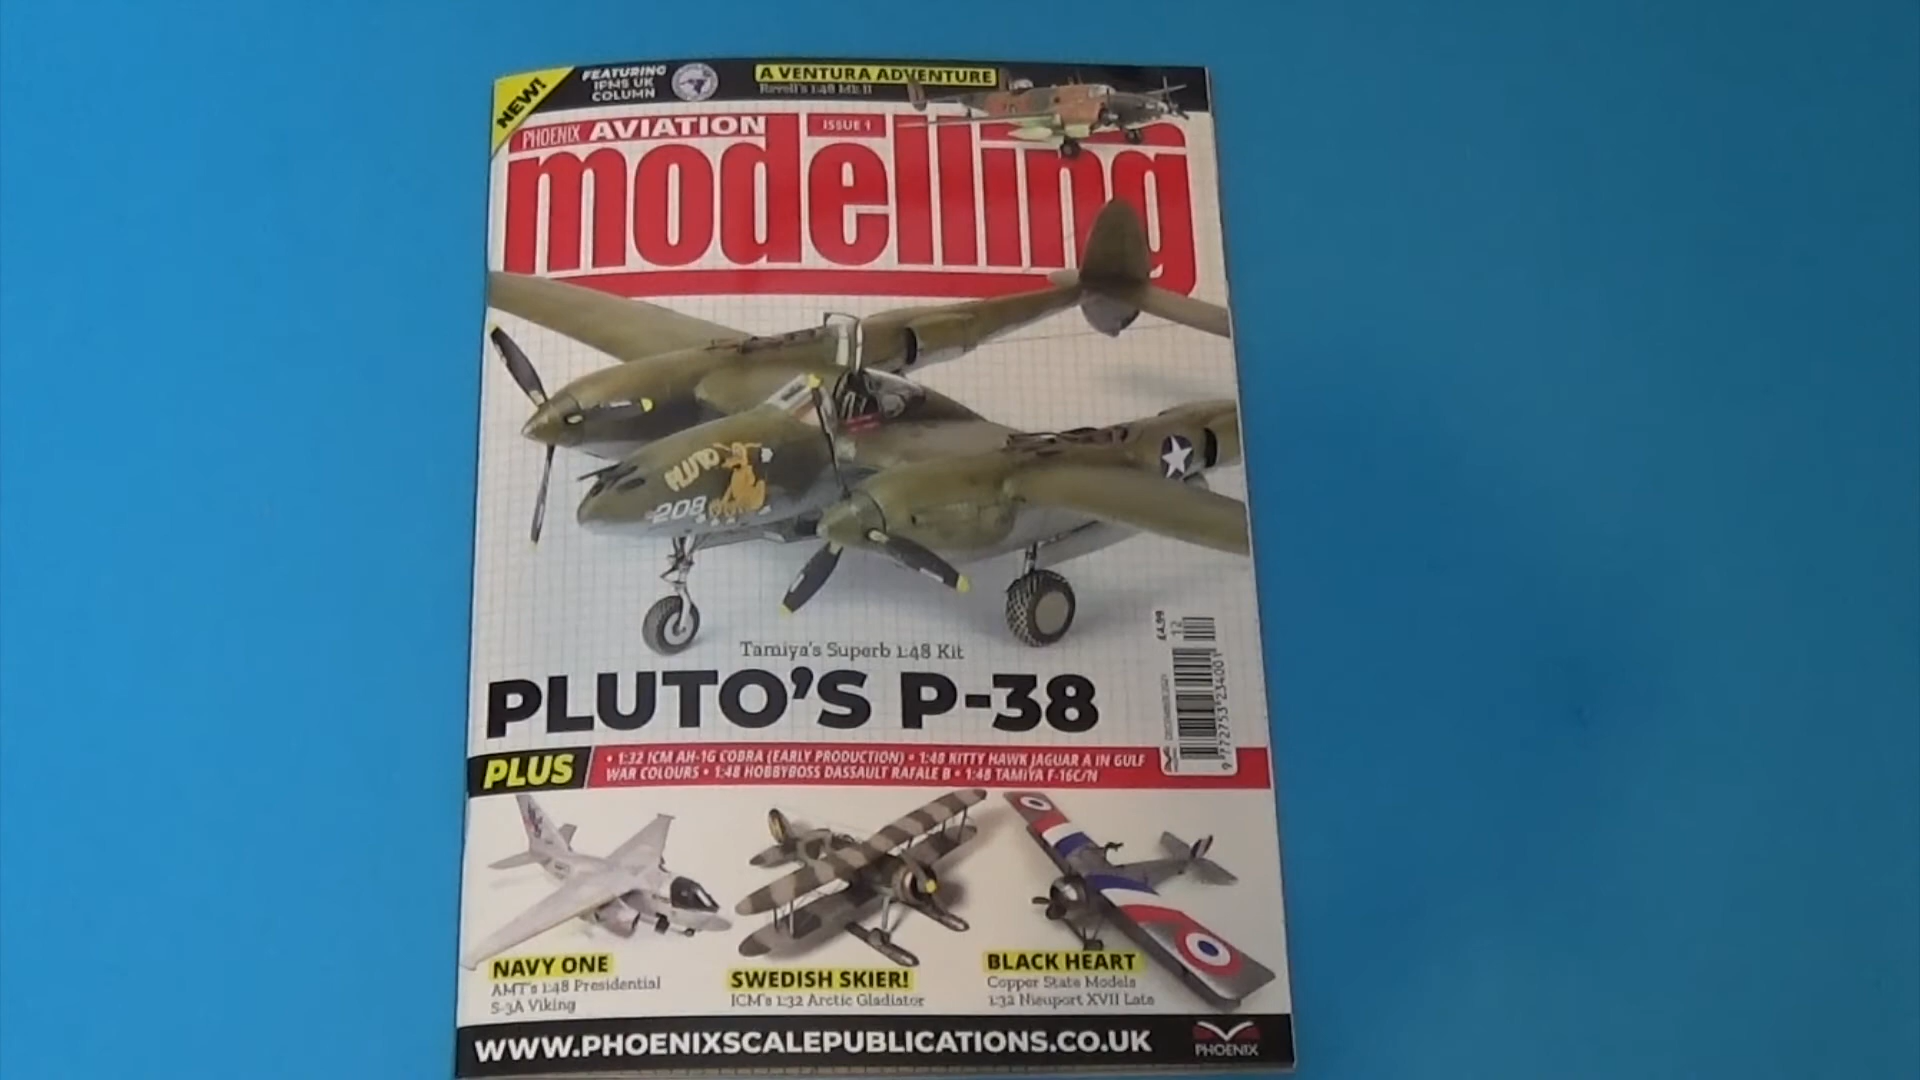 NEW!
FEATURING
IPMS UK
COLUMN
A VENTURA ADVENTURE
Revell's 1:48 Mk.II
PHOENIX AVIATION
ISSUE 1
modelling
PLUTO
208
Tamiya's Superb 1:48 Kit
PLUTO'S P-38
£4.99
12
DECEMBER 2021
9 772753 234001
PLUS
• 1:32 ICM AH-1G COBRA (EARLY PRODUCTION) • 1:48 KITTY HAWK JAGUAR A IN GULF
WAR COLOURS • 1:48 HOBBYBOSS DASSAULT RAFALE B • 1:48 TAMIYA F-16C/N
NAVY ONE
AMT's 1:48 Presidential
S-3A Viking
SWEDISH SKIER!
ICM's 1:32 Arctic Gladiator
BLACK HEART
Copper State Models
1:32 Nieuport XVII Late
WWW.PHOENIXSCALEPUBLICATIONS.CO.UK
PHOENIX